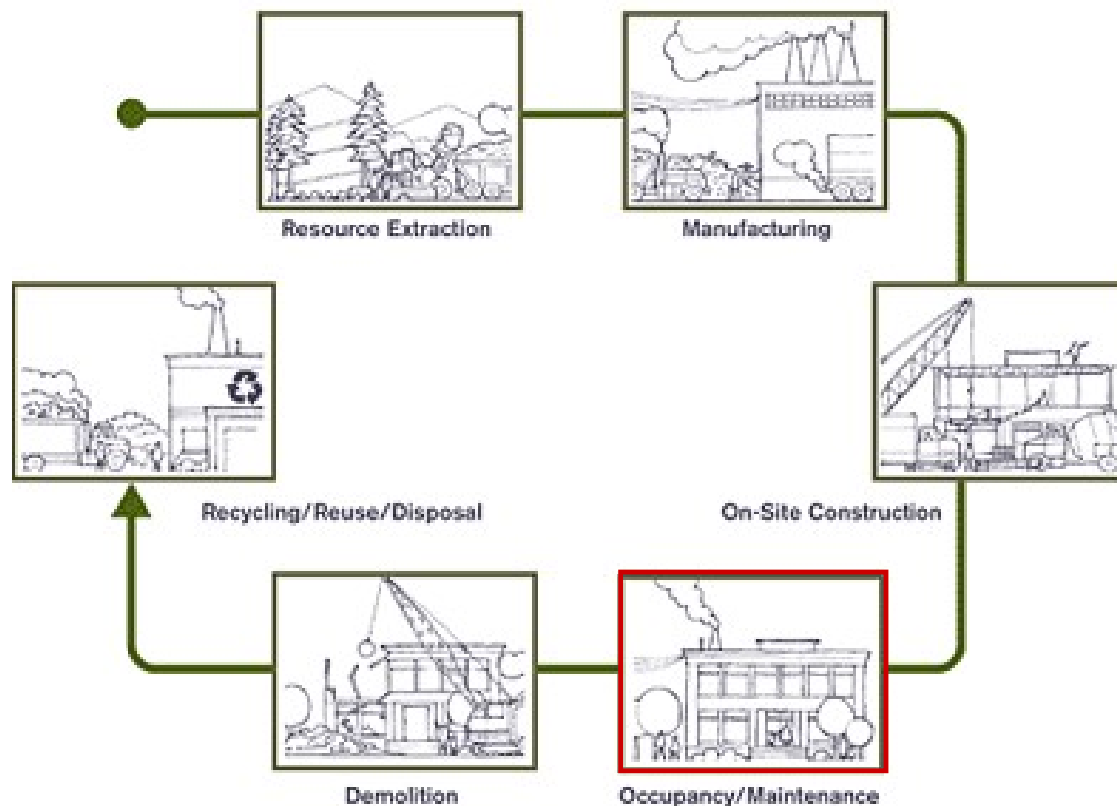 Resource Extraction
Manufacturing
On-Site Construction
Occupancy/Maintenance
Demolition
Recycling/Reuse/Disposal